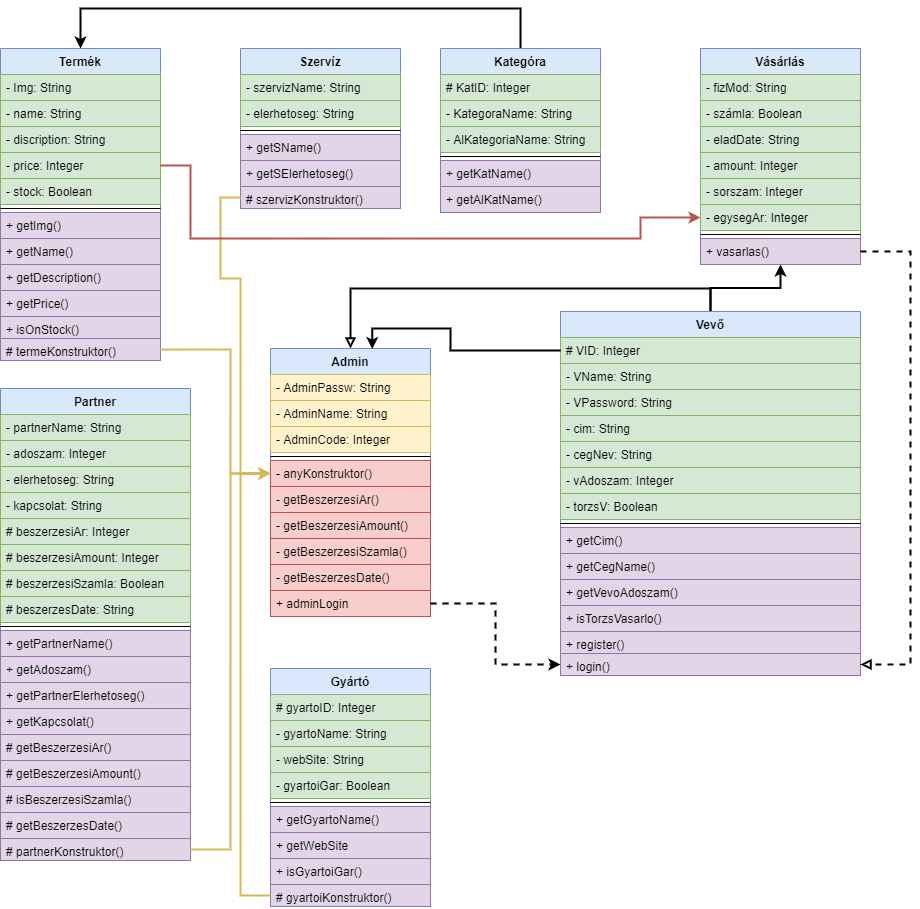 Termék
- Img: String
- name: String
- discription: String
- price: Integer
- stock: Boolean
+ getImg()
+ getName()
+ getDescription()
+ getPrice()
+ isOnStock()
# termeKonstruktor()
Szervíz
- szervizName: String
- elerhetoseg: String
+ getSName()
+ getSElerhetoseg()
# szervizKonstruktor()
Kategóra
# KatID: Integer
- KategoraName: String
- AlKategoriaName: String
+ getKatName()
+ getAlKatName()
Vásárlás
- fizMod: String
- számla: Boolean
- eladDate: String
- amount: Integer
- sorszam: Integer
- egysegAr: Integer
+ vasarlas()
Partner
- partnerName: String
- adoszam: Integer
- elerhetoseg: String
- kapcsolat: String
# beszerzesiAr: Integer
# beszerzesiAmount: Integer
# beszerzesiSzamla: Boolean
# beszerzesDate: String
+ getPartnerName()
+ getAdoszam()
+ getPartnerElerhetoseg()
+ getKapcsolat()
# getBeszerzesiAr()
# getBeszerzesiAmount()
# isBeszerzesiSzamla()
# getBeszerzesDate()
# partnerKonstruktor()
Admin
- AdminPassw: String
- AdminName: String
- AdminCode: Integer
- anyKonstruktor()
- getBeszerzesiAr()
- getBeszerzesiAmount()
- getBeszerzesiSzamla()
- getBeszerzesDate()
+ adminLogin
Vevő
# VID: Integer
- VName: String
- VPassword: String
- cim: String
- cegNev: String
- vAdoszam: Integer
- torzsV: Boolean
+ getCim()
+ getCegName()
+ getVevoAdoszam()
+ isTorzsVasarlo()
+ register()
+ login()
Gyártó
# gyartoID: Integer
- gyartoName: String
- webSite: String
- gyartoiGar: Boolean
+ getGyartoName()
+ getWebSite
+ isGyartoiGar()
# gyartoiKonstruktor()